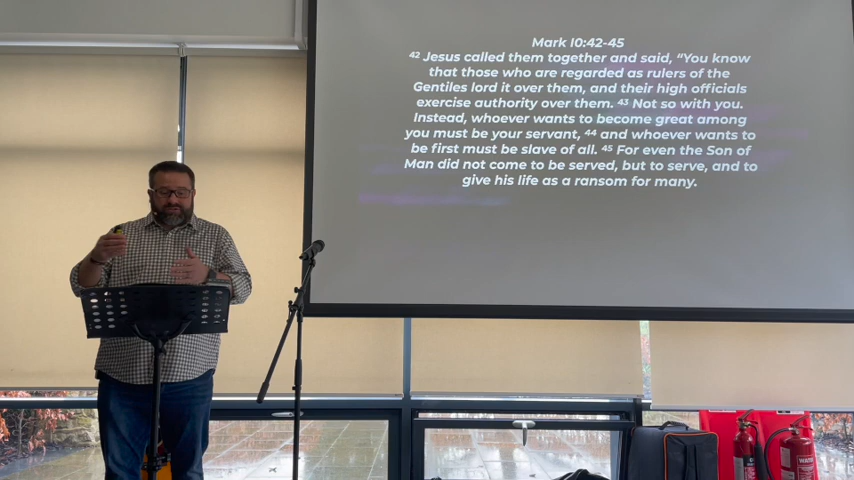 Mark 10:42-45
⁴² Jesus called them together and said, “You know
that those who are regarded as rulers of the
Gentiles lord it over them, and their high officials
exercise authority over them. ⁴³ Not so with you.
Instead, whoever wants to become great among
you must be your servant, ⁴⁴ and whoever wants to
be first must be slave of all. ⁴⁵ For even the Son of
Man did not come to be served, but to serve, and to
give his life as a ransom for many.
WATER